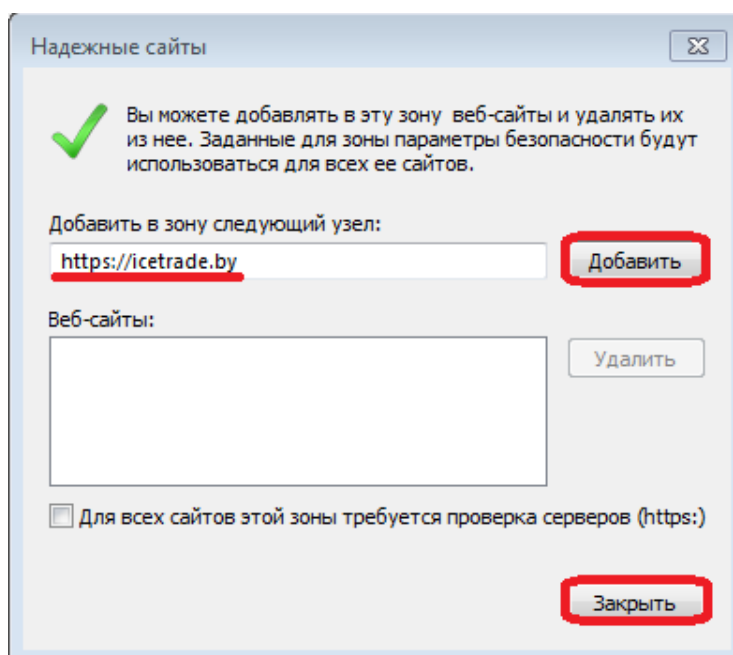 Надежные сайты
Вы можете добавлять в эту зону веб-сайты и удалять их
из нее. Заданные для зоны параметры безопасности будут
использоваться для всех ее сайтов.
Добавить в зону следующий узел:
https://icetrade.by
Добавить
Веб-сайты:
Удалить
Для всех сайтов этой зоны требуется проверка серверов (https:)
Закрыть